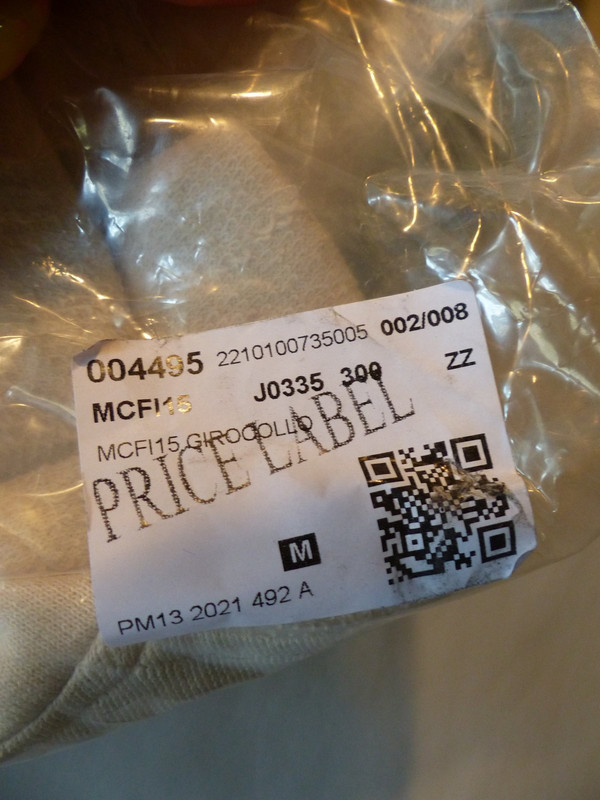 004495 2210100735005 002/008
MCFI15 J0335 300 ZZ
MCFI15 GIROCOLLO
PRICE LABEL
M
PM13 2021 492 A